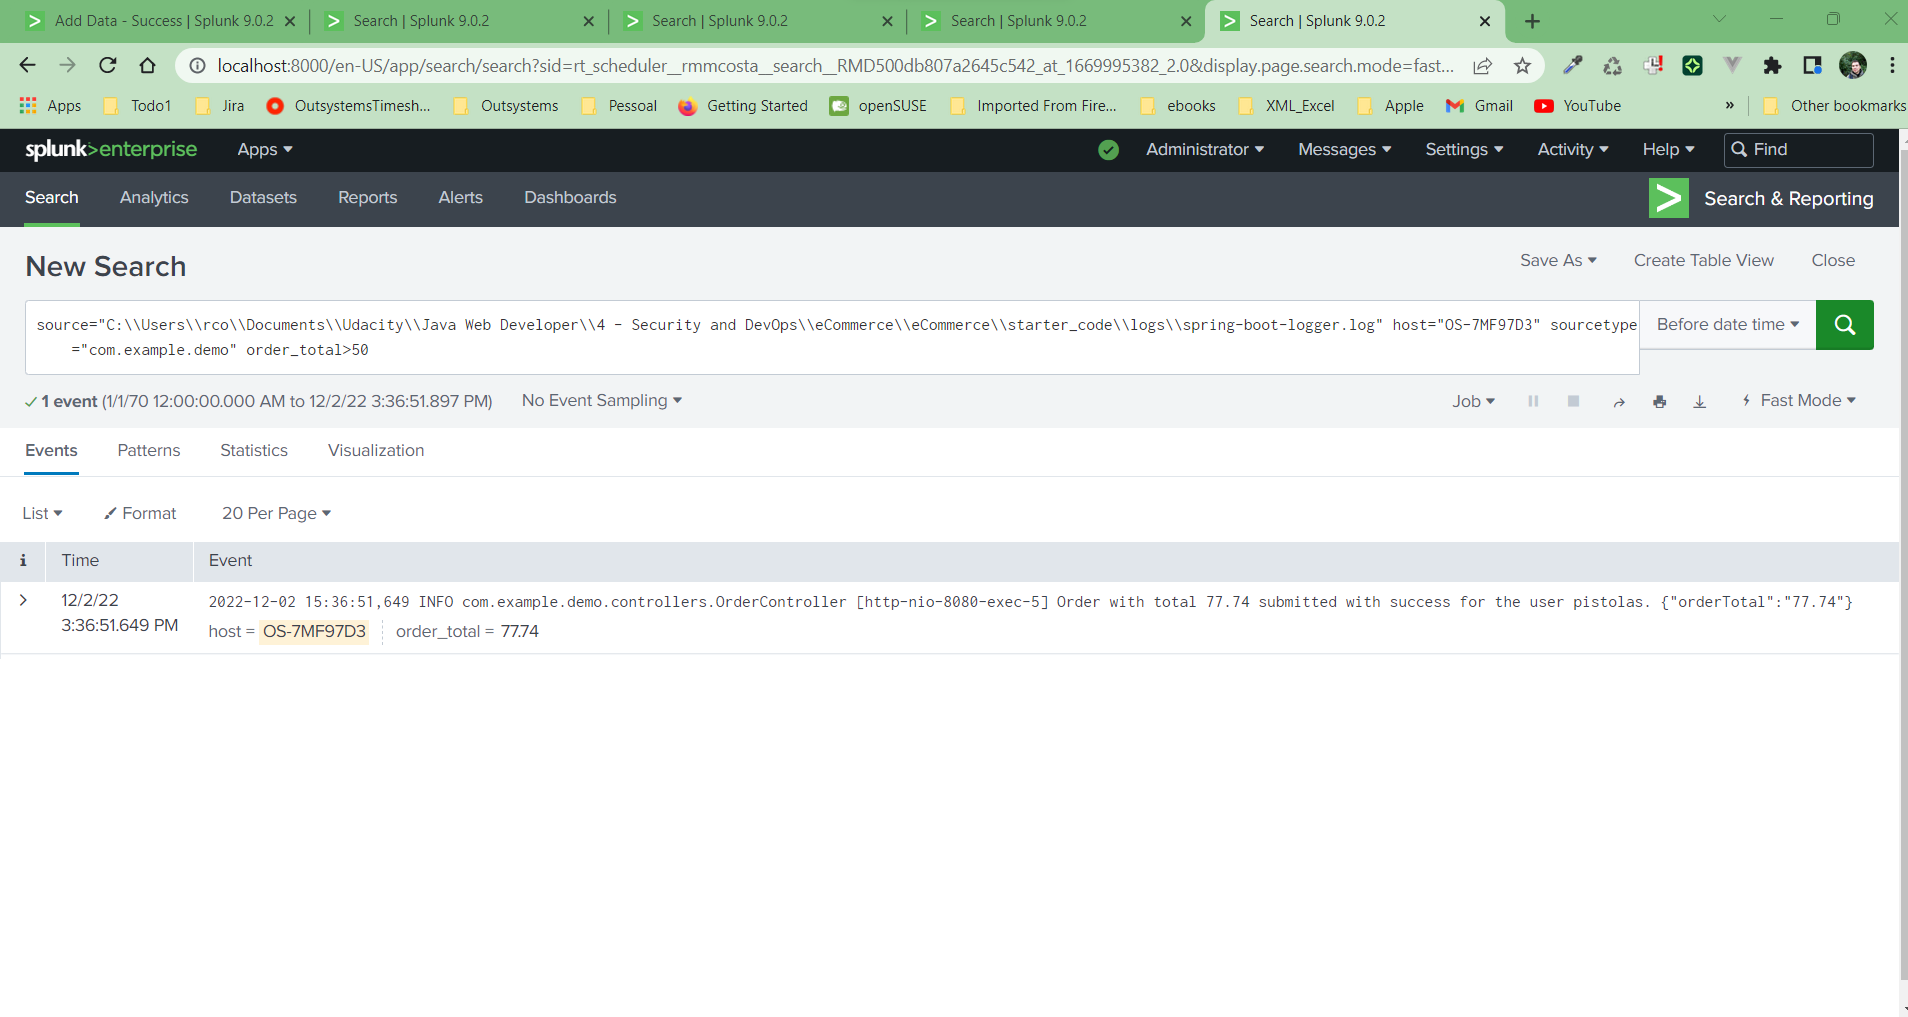 Add Data - Success | Splunk 9.0.2
Search | Splunk 9.0.2
Search | Splunk 9.0.2
Search | Splunk 9.0.2
Search | Splunk 9.0.2
localhost:8000/en-US/app/search/search?sid=rt_scheduler__rmmcosta__search__RMD500db807a2645c542_at_1669995382_2.0&display.page.search.mode=fast...
Apps Todo1 Jira OutsystemsTimesh... Outsystems Pessoal Getting Started openSUSE Imported From Fire... ebooks XML_Excel Apple Gmail YouTube » Other bookmarks
splunk>enterprise Apps Administrator Messages Settings Activity Help Find
Search Analytics Datasets Reports Alerts Dashboards Search & Reporting
New Search Save As Create Table View Close
source="C:\\Users\\rco\\Documents\\Udacity\\Java Web Developer\\4 - Security and DevOps\\eCommerce\\eCommerce\\starter_code\\logs\\spring-boot-logger.log" host="OS-7MF97D3" sourcetype
="com.example.demo" order_total>50
Before date time
1 event (1/1/70 12:00:00.000 AM to 12/2/22 3:36:51.897 PM) No Event Sampling Job Fast Mode
Events Patterns Statistics Visualization
List Format 20 Per Page
i Time Event
12/2/22
3:36:51.649 PM
2022-12-02 15:36:51,649 INFO com.example.demo.controllers.OrderController [http-nio-8080-exec-5] Order with total 77.74 submitted with success for the user pistolas. {"orderTotal":"77.74"}
host = OS-7MF97D3 order_total = 77.74